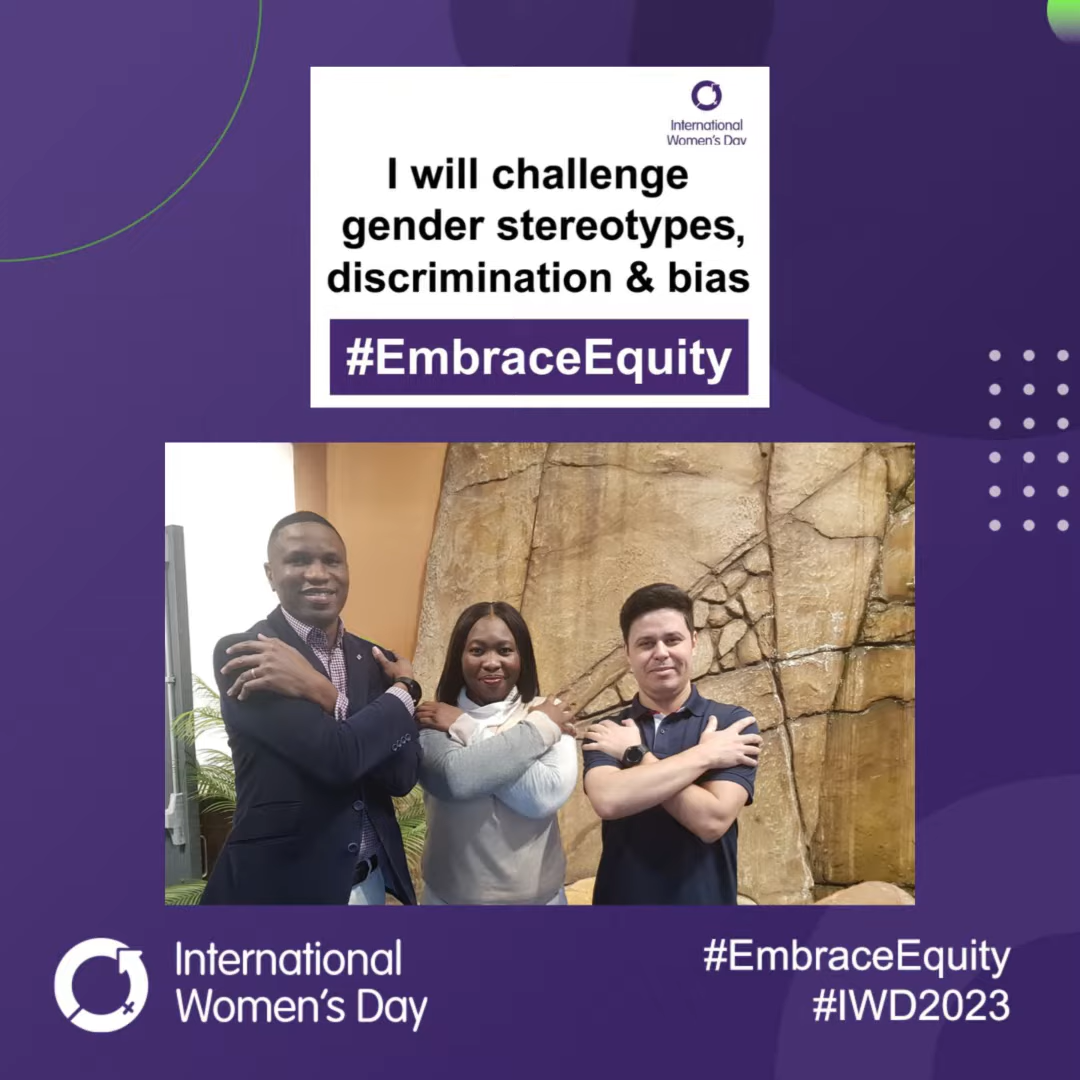 International
Women's Day
I will challenge
gender stereotypes,
discrimination & bias
#EmbraceEquity
International
Women's Day
#EmbraceEquity
#IWD2023